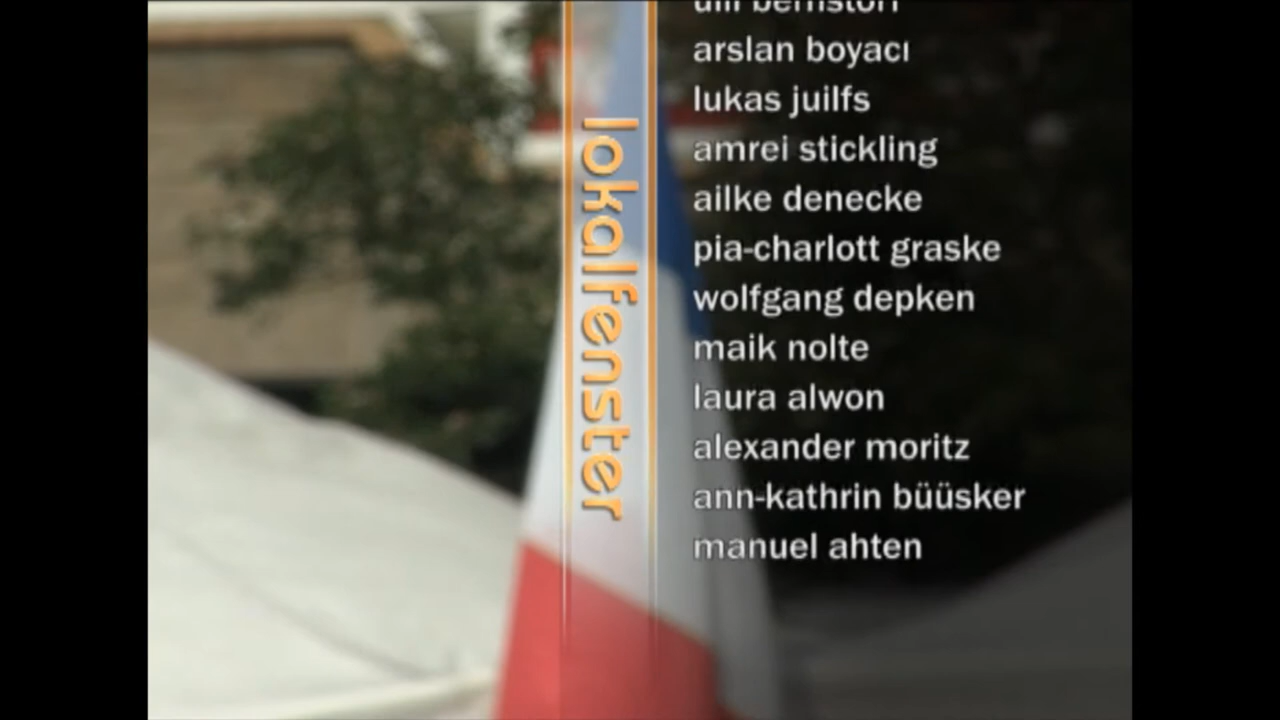 lokalfenster
arslan boyacı
lukas juilfs
amrei stickling
ailke denecke
pia-charlott graske
wolfgang depken
maik nolte
laura alwon
alexander moritz
ann-kathrin büüsker
manuel ahten